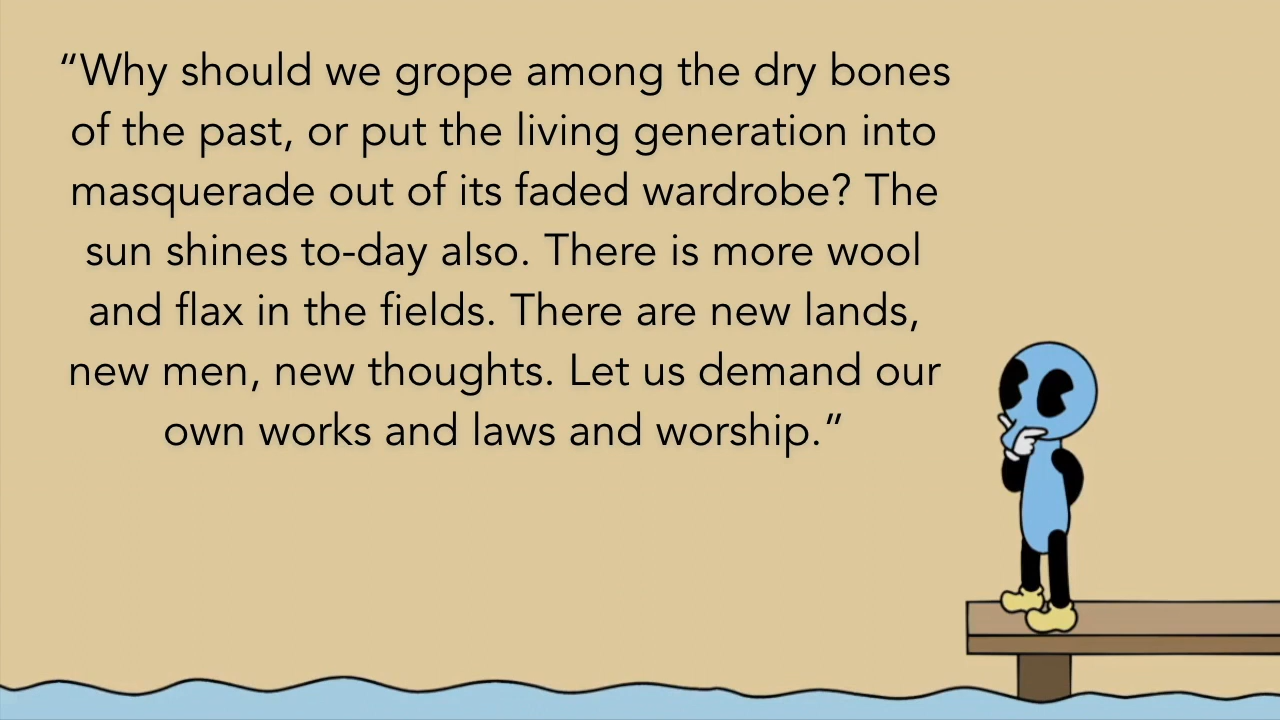 “Why should we grope among the dry bones
of the past, or put the living generation into
masquerade out of its faded wardrobe? The
sun shines to-day also. There is more wool
and flax in the fields. There are new lands,
new men, new thoughts. Let us demand our
own works and laws and worship.”